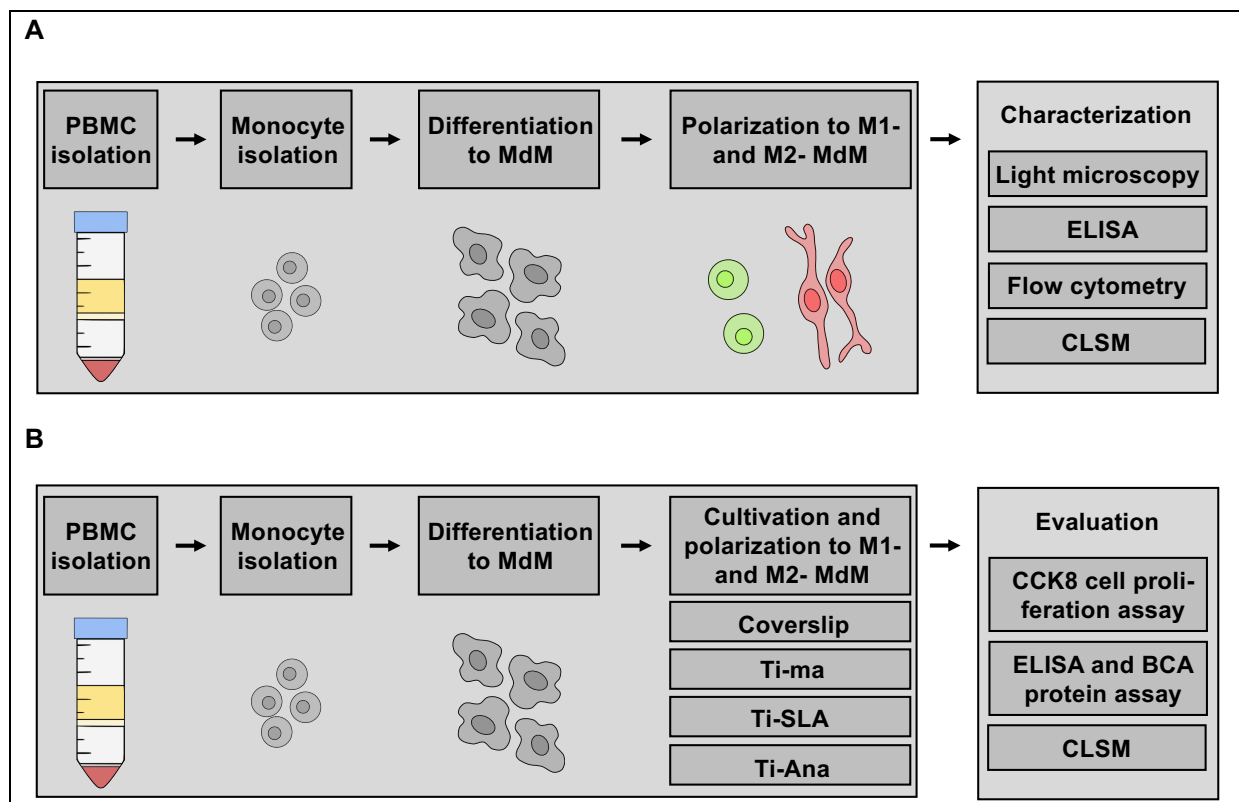 A
PBMC
isolation
Monocyte
isolation
Differentiation
to MdM
Polarization to M1-
and M2- MdM
Characterization
Light microscopy
ELISA
Flow cytometry
CLSM
B
PBMC
isolation
Monocyte
isolation
Differentiation
to MdM
Cultivation and
polarization to M1-
and M2- MdM
Coverslip
Ti-ma
Ti-SLA
Ti-Ana
Evaluation
CCK8 cell proli-
feration assay
ELISA and BCA
protein assay
CLSM